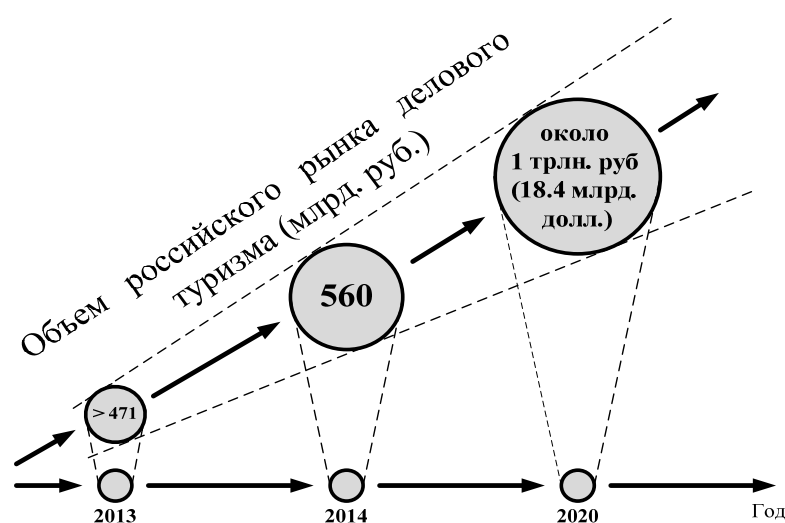 Объем российского рынка делового
туризма (млрд. руб.)
около
1 трлн. руб
(18.4 млрд.
долл.)
560
> 471
2013
2014
2020
Год